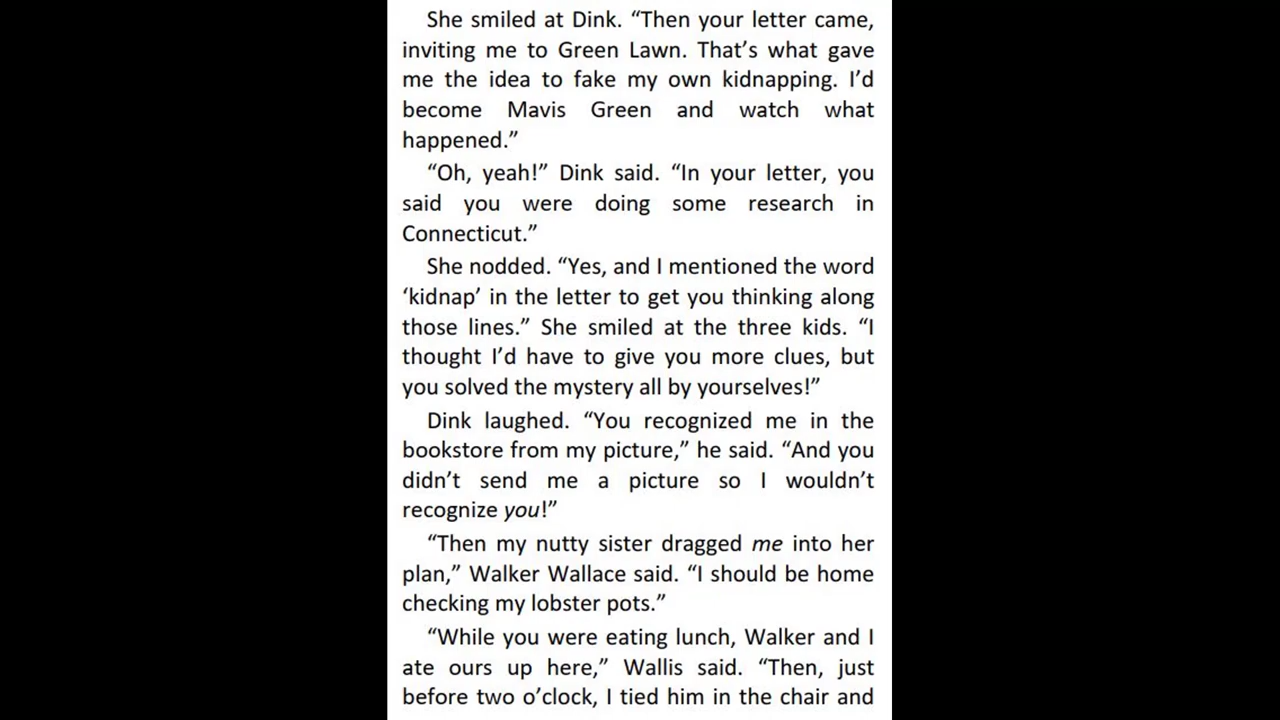 She smiled at Dink. “Then your letter came,
inviting me to Green Lawn. That’s what gave
me the idea to fake my own kidnapping. I’d
become Mavis Green and watch what
happened.”
“Oh, yeah!” Dink said. “In your letter, you
said you were doing some research in
Connecticut.”
She nodded. “Yes, and I mentioned the word
‘kidnap’ in the letter to get you thinking along
those lines.” She smiled at the three kids. “I
thought I’d have to give you more clues, but
you solved the mystery all by yourselves!”
Dink laughed. “You recognized me in the
bookstore from my picture,” he said. “And you
didn’t send me a picture so I wouldn’t
recognize you!”
“Then my nutty sister dragged me into her
plan,” Walker Wallace said. “I should be home
checking my lobster pots.”
“While you were eating lunch, Walker and I
ate ours up here,” Wallis said. “Then, just
before two o’clock, I tied him in the chair and